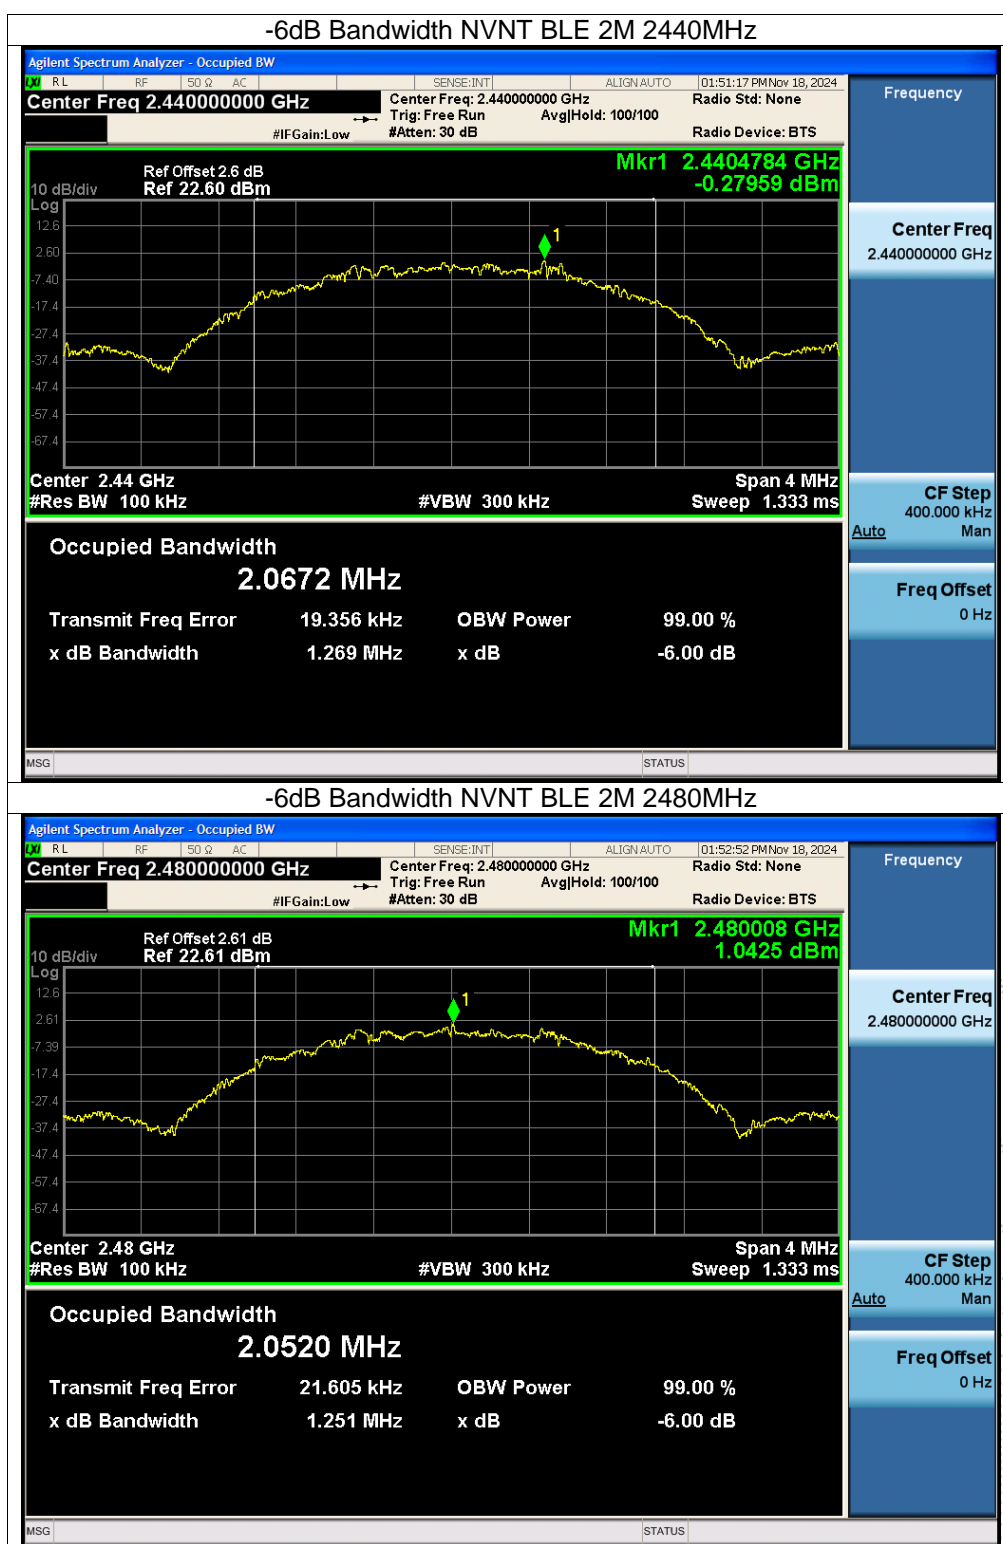 -6dB Bandwidth NVNT BLE 2M 2440MHz
Agilent Spectrum Analyzer - Occupied BW
LXI RL RF 50 Ω AC SENSE:INT ALIGN AUTO 01:51:17 PM Nov 18, 2024
Center Freq 2.440000000 GHz
Center Freq: 2.440000000 GHz Radio Std: None
Trig: Free Run Avg|Hold: 100/100
#IFGain:Low #Atten: 30 dB Radio Device: BTS
Frequency
Mkr1 2.4404784 GHz
-0.27959 dBm
Ref Offset 2.6 dB
10 dB/div Ref 22.60 dBm
Log
12.6
2.60
-7.40
-17.4
-27.4
-37.4
-47.4
-57.4
-67.4
1
Center 2.44 GHz Span 4 MHz
#Res BW 100 kHz #VBW 300 kHz Sweep 1.333 ms
Center Freq
2.440000000 GHz
CF Step
400.000 kHz
Auto Man
Freq Offset
0 Hz
Occupied Bandwidth
2.0672 MHz
Transmit Freq Error 19.356 kHz OBW Power 99.00 %
x dB Bandwidth 1.269 MHz x dB -6.00 dB
MSG STATUS
-6dB Bandwidth NVNT BLE 2M 2480MHz
Agilent Spectrum Analyzer - Occupied BW
LXI RL RF 50 Ω AC SENSE:INT ALIGN AUTO 01:52:52 PM Nov 18, 2024
Center Freq 2.480000000 GHz
Center Freq: 2.480000000 GHz Radio Std: None
Trig: Free Run Avg|Hold: 100/100
#IFGain:Low #Atten: 30 dB Radio Device: BTS
Frequency
Mkr1 2.480008 GHz
1.0425 dBm
Ref Offset 2.61 dB
10 dB/div Ref 22.61 dBm
Log
12.6
2.61
-7.39
-17.4
-27.4
-37.4
-47.4
-57.4
-67.4
1
Center 2.48 GHz Span 4 MHz
#Res BW 100 kHz #VBW 300 kHz Sweep 1.333 ms
Center Freq
2.480000000 GHz
CF Step
400.000 kHz
Auto Man
Freq Offset
0 Hz
Occupied Bandwidth
2.0520 MHz
Transmit Freq Error 21.605 kHz OBW Power 99.00 %
x dB Bandwidth 1.251 MHz x dB -6.00 dB
MSG STATUS